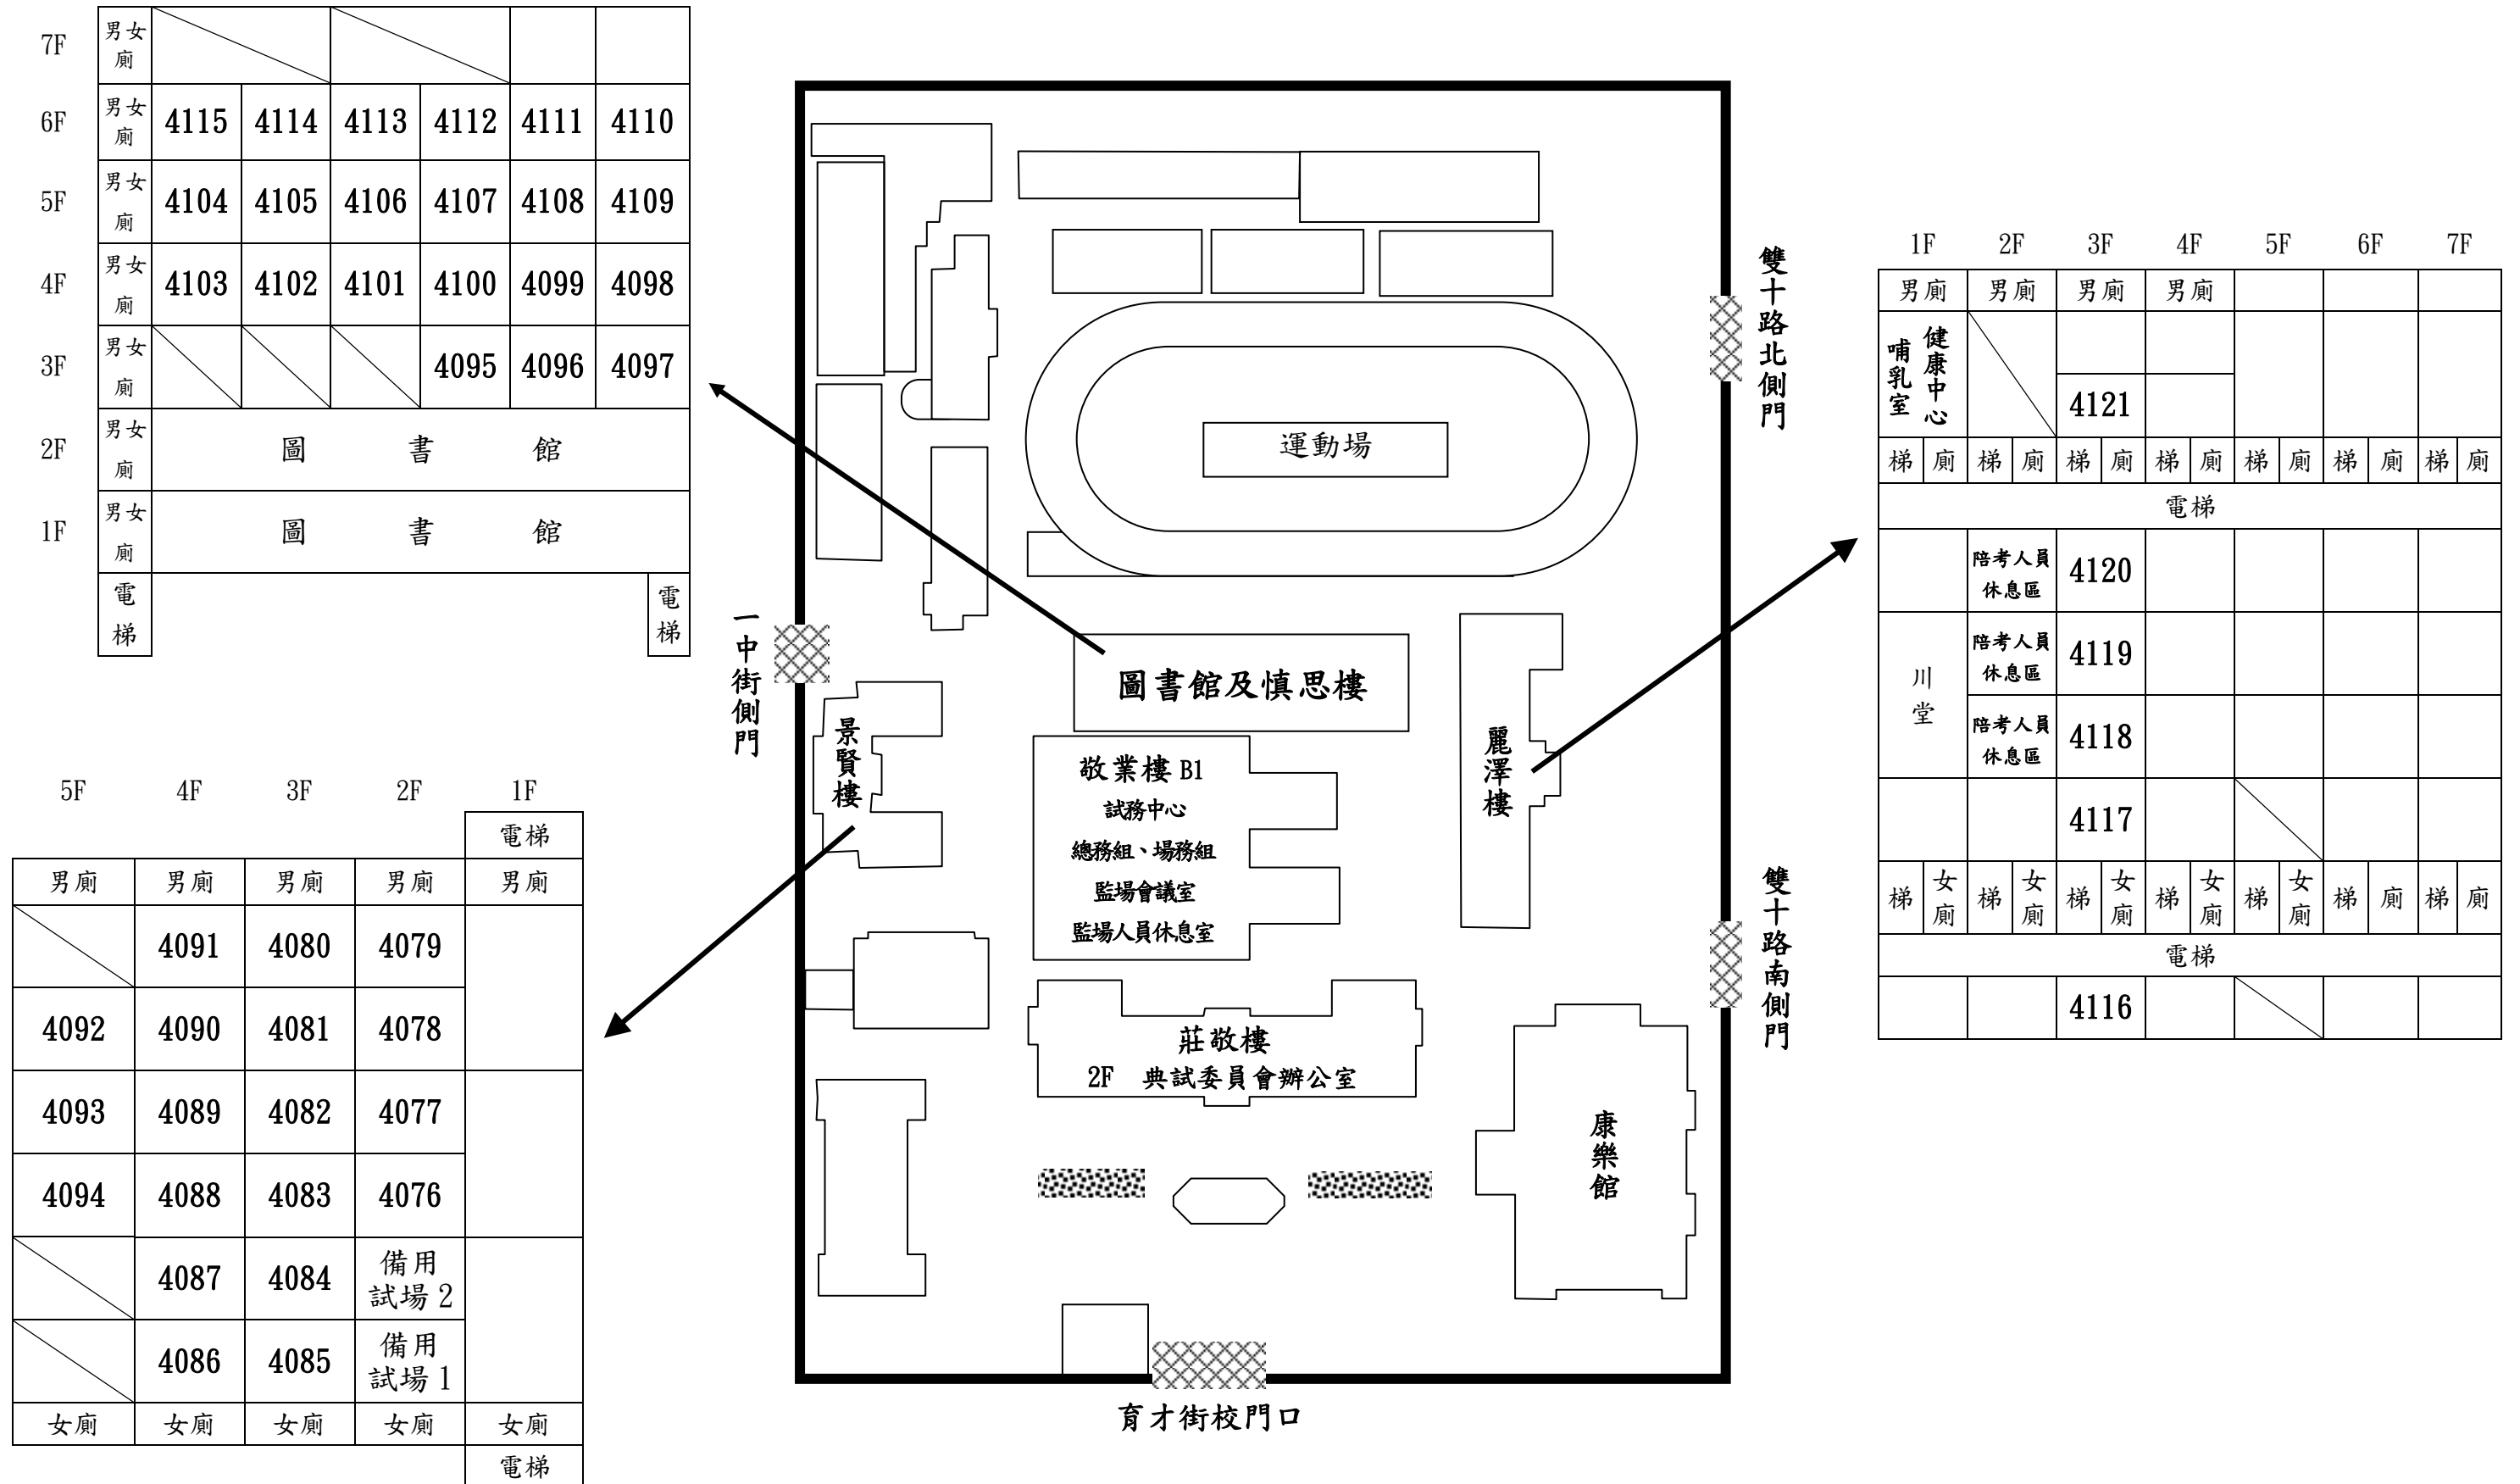 7F 男女廁
6F 男女廁 4115 4114 4113 4112 4111 4110
5F 男女廁 4104 4105 4106 4107 4108 4109
4F 男女廁 4103 4102 4101 4100 4099 4098
3F 男女廁 4095 4096 4097
2F 男女廁 圖書館
1F 男女廁 圖書館
電梯 電梯
5F 4F 3F 2F 1F
電梯
男廁 男廁 男廁 男廁 男廁
4091 4080 4079
4092 4090 4081 4078
4093 4089 4082 4077
4094 4088 4083 4076
4087 4084 備用試場2
4086 4085 備用試場1
女廁 女廁 女廁 女廁 女廁
電梯
運動場
一中街側門
圖書館及慎思樓
景賢樓
敬業樓 B1
試務中心
總務組、場務組
監場會議室
監場人員休息室
麗澤樓
莊敬樓
2F 典試委員會辦公室
康樂館
育才街校門口
雙十路北側門
雙十路南側門
1F 2F 3F 4F 5F 6F 7F
男廁 男廁 男廁 男廁
健康中心
哺乳室
4121
梯 廁 梯 廁 梯 廁 梯 廁 梯 廁 梯 廁 梯 廁
電梯
陪考人員休息區 4120
川堂
陪考人員休息區 4119
陪考人員休息區 4118
4117
梯 女廁 梯 女廁 梯 女廁 梯 女廁 梯 女廁 梯 廁 梯 廁
電梯
4116